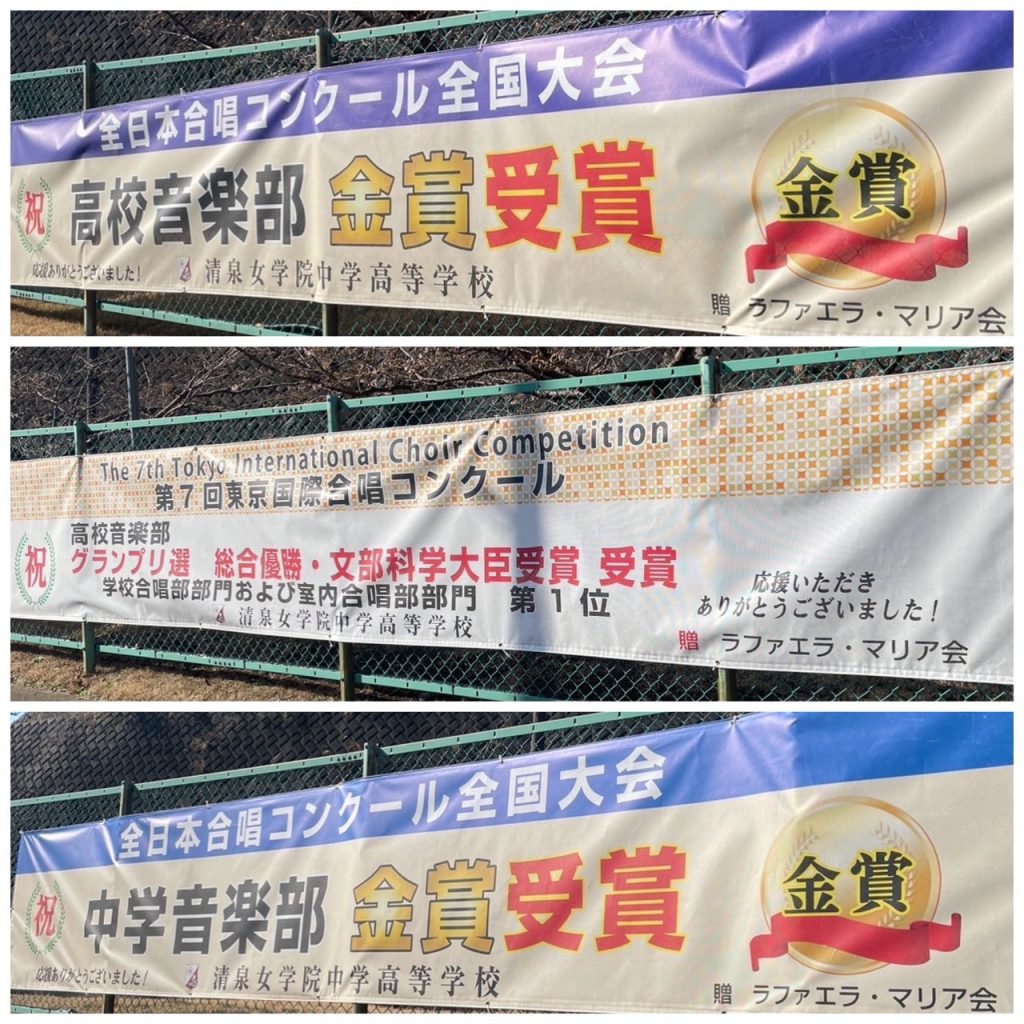 全日本合唱コンクール全国大会
祝 高校音楽部 金賞受賞
金賞
応援ありがとうございました!
清泉女学院中学高等学校
贈 ラファエラ・マリア会
The 7th Tokyo International Choir Competition
第7回東京国際合唱コンクール
祝
高校音楽部
グランプリ選 総合優勝・文部科学大臣受賞 受賞
学校合唱部部門および室内合唱部部門 第1位
清泉女学院中学高等学校
応援いただき
ありがとうございました!
贈 ラファエラ・マリア会
全日本合唱コンクール全国大会
祝 中学音楽部 金賞受賞
金賞
応援ありがとうございました!
清泉女学院中学高等学校
贈 ラファエラ・マリア会